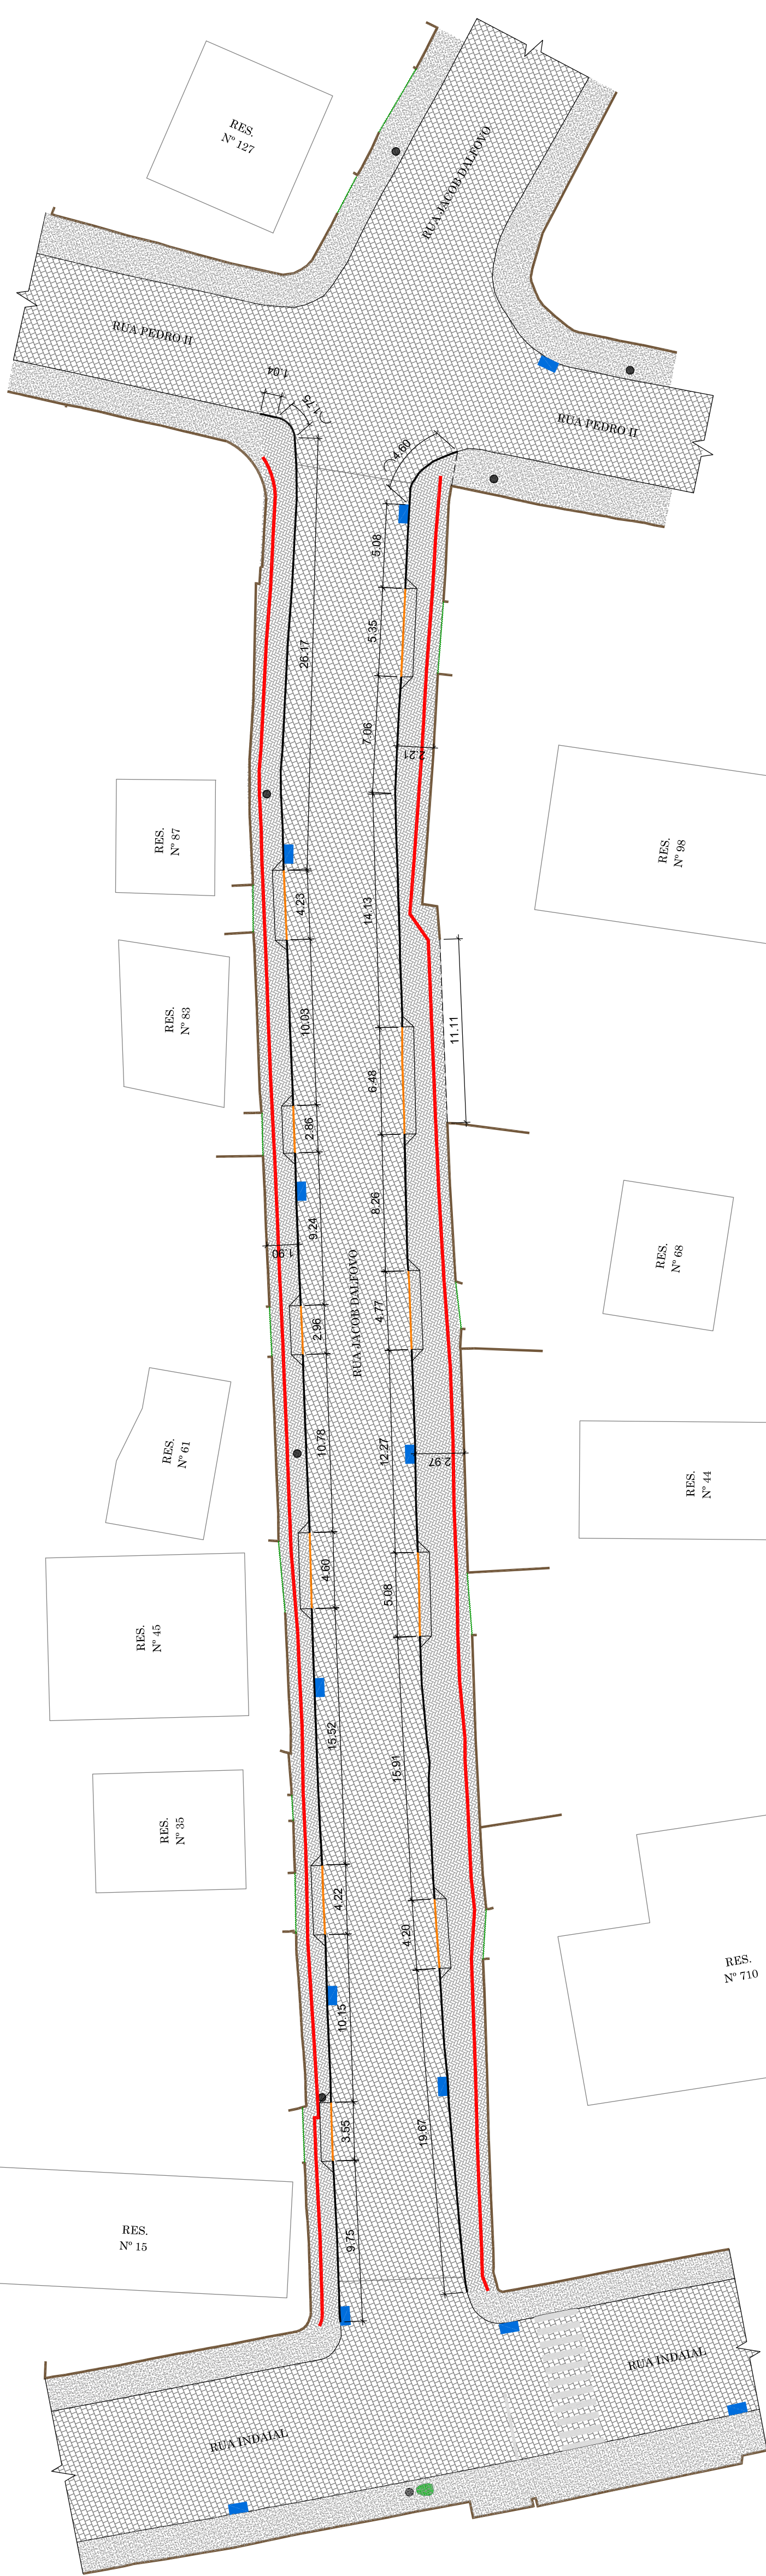 RES.
Nº 127
RUA JACOB DALFOVO
RUA PEDRO II
RUA PEDRO II
1.04
1.75
4.60
5.08
5.35
26.17
7.06
2.21
RES.
Nº 87
RES.
Nº 98
4.23
14.13
RES.
Nº 83
10.03
11.11
6.48
2.86
8.26
9.24
1.90
RES.
Nº 68
RUA JACOB DALFOVO
2.96
4.77
RES.
Nº 61
10.78
12.27
2.97
RES.
Nº 44
4.60
5.08
RES.
Nº 45
15.52
15.91
RES.
Nº 35
4.22
4.20
RES.
Nº 710
10.15
3.55
19.67
RES.
Nº 15
9.75
RUA INDAIAL
RUA INDAIAL